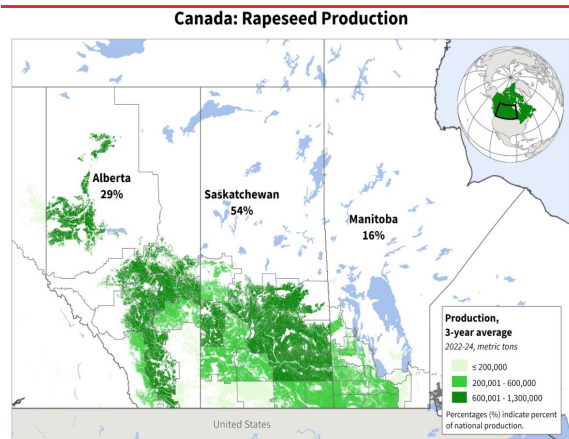 Canada: Rapeseed Production
Alberta
29%
Saskatchewan
54%
Manitoba
16%
Production,
3-year average
2022-24, metric tons
≤ 200,000
200,001 - 600,000
600,001 - 1,300,000
Percentages (%) indicate percent
of national production.
United States